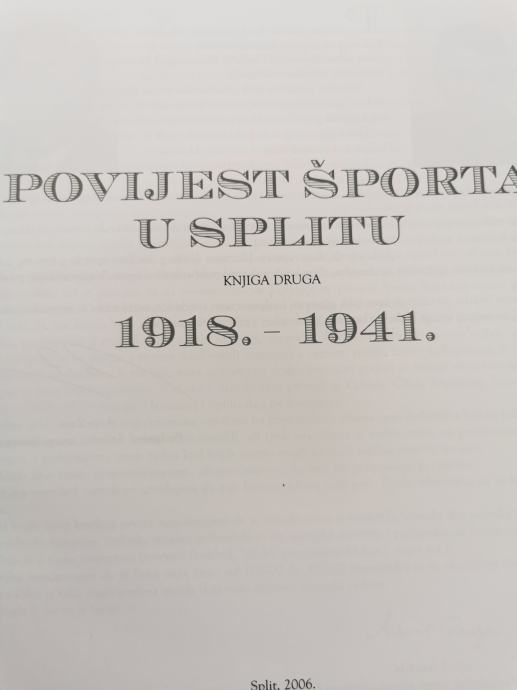 POVIJEST ŠPORTA
U SPLITU
KNJIGA DRUGA
1918. – 1941.
Split, 2006.